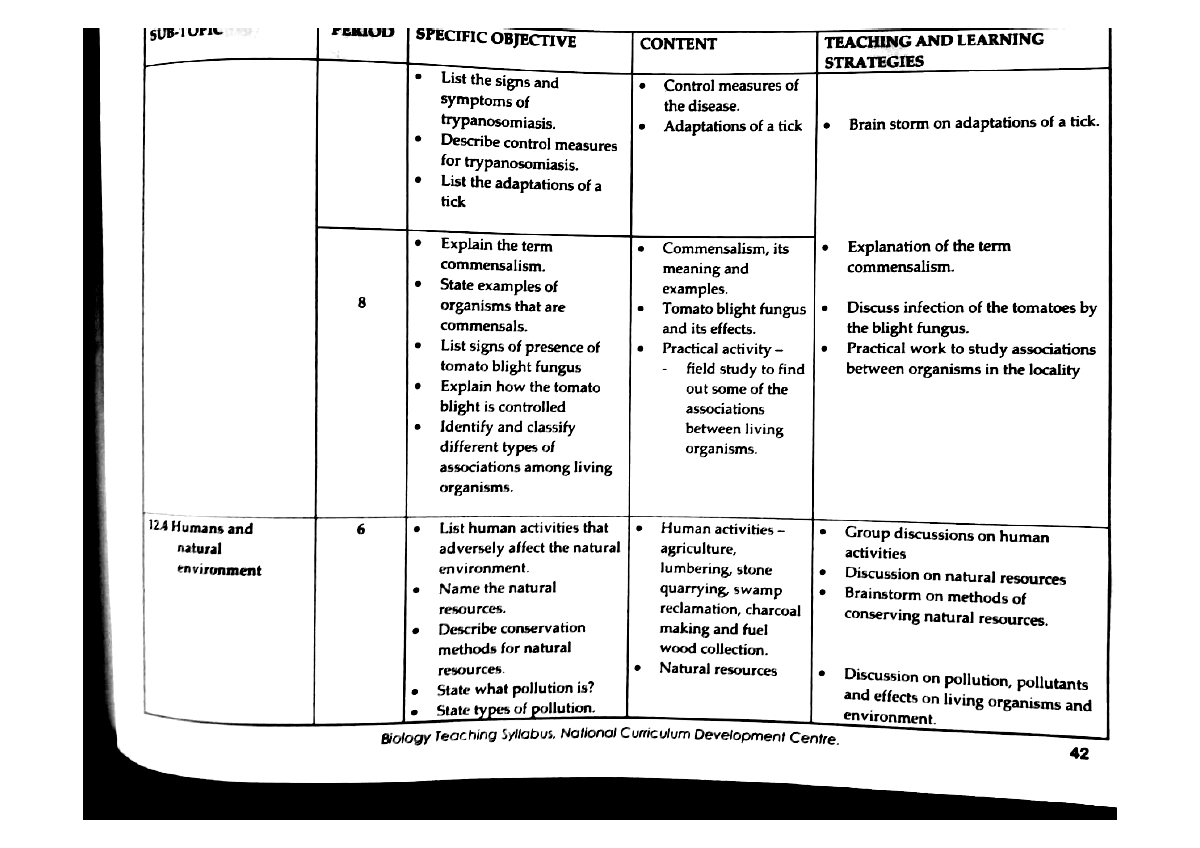 SUB-TOPIC
PERIOD
SPECIFIC OBJECTIVE
CONTENT
TEACHING AND LEARNING
STRATEGIES
• List the signs and
symptoms of
trypanosomiasis.
• Describe control measures
for trypanosomiasis.
• List the adaptations of a
tick
• Control measures of
the disease.
• Adaptations of a tick
• Brain storm on adaptations of a tick.
8
• Explain the term
commensalism.
• State examples of
organisms that are
commensals.
• List signs of presence of
tomato blight fungus
• Explain how the tomato
blight is controlled
• Identify and classify
different types of
associations among living
organisms.
• Commensalism, its
meaning and
examples.
• Tomato blight fungus
and its effects.
• Practical activity –
- field study to find
out some of the
associations
between living
organisms.
• Explanation of the term
commensalism.
• Discuss infection of the tomatoes by
the blight fungus.
• Practical work to study associations
between organisms in the locality
12.4 Humans and
natural
environment
6
• List human activities that
adversely affect the natural
environment.
• Name the natural
resources.
• Describe conservation
methods for natural
resources.
• State what pollution is?
• State types of pollution.
• Human activities –
agriculture,
lumbering, stone
quarrying, swamp
reclamation, charcoal
making and fuel
wood collection.
• Natural resources
• Group discussions on human
activities
• Discussion on natural resources
• Brainstorm on methods of
conserving natural resources.
• Discussion on pollution, pollutants
and effects on living organisms and
environment.
Biology Teaching Syllabus, National Curriculum Development Centre.
42